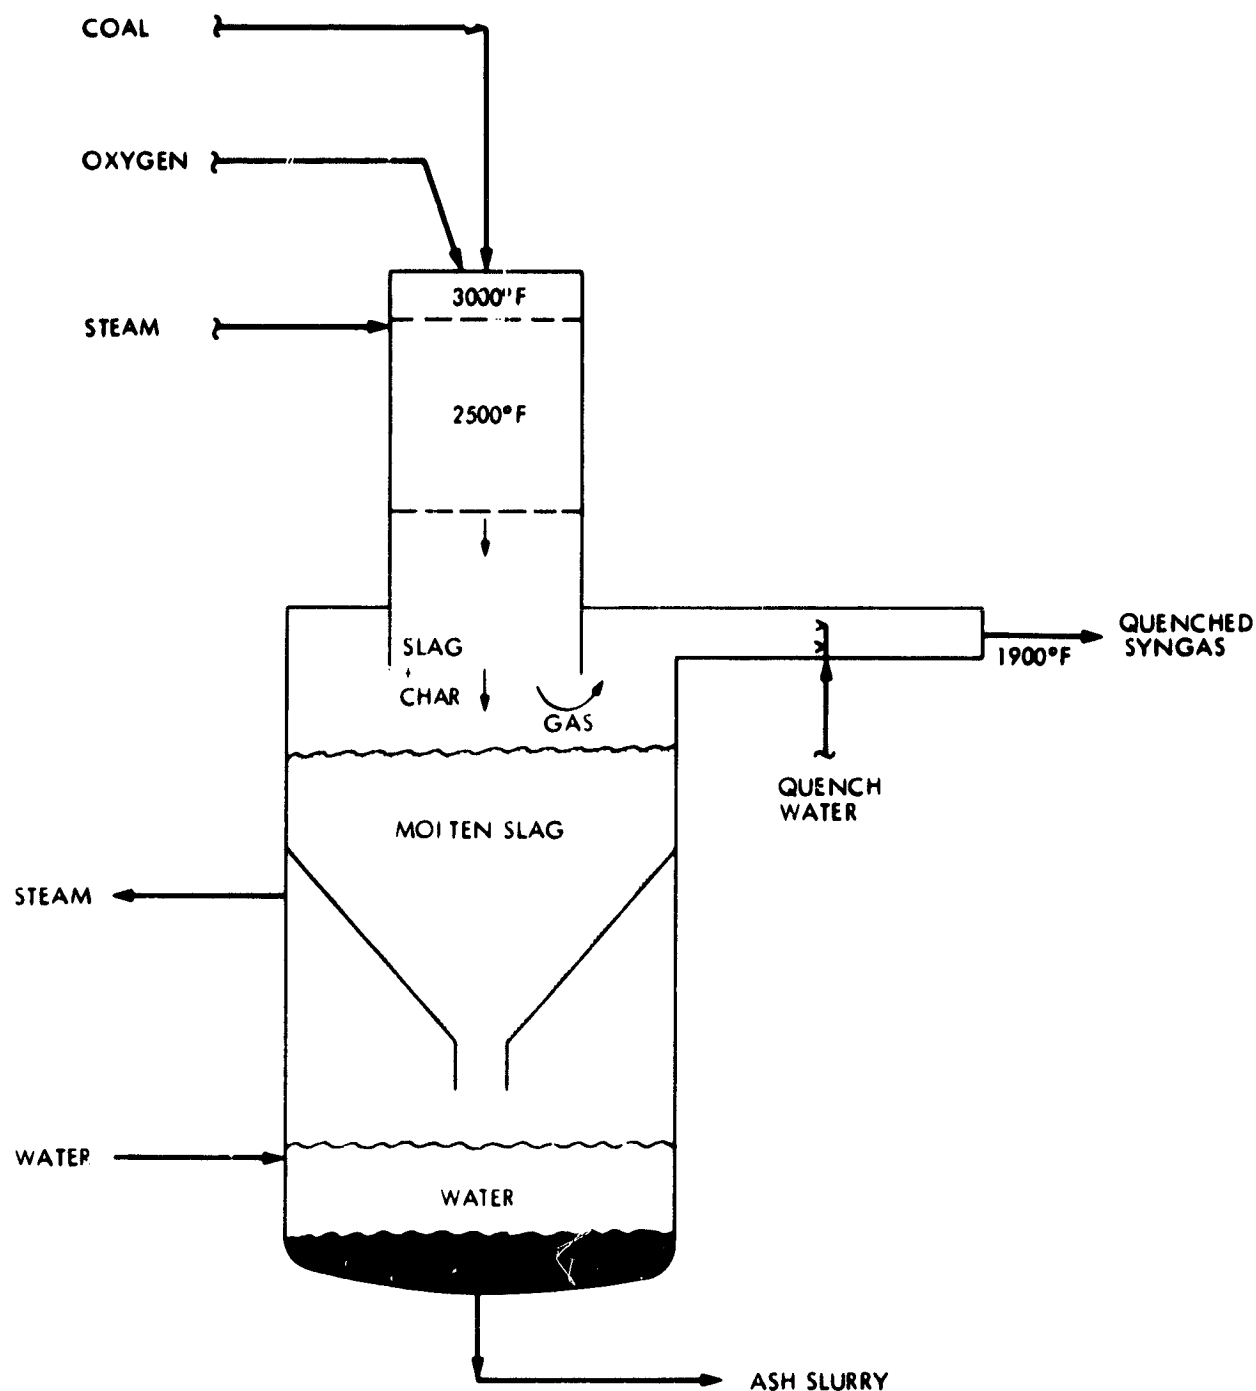 COAL
OXYGEN
3000°F
STEAM
2500°F
SLAG
+
CHAR
GAS
QUENCHED
SYNGAS
1900°F
QUENCH
WATER
MOLTEN SLAG
STEAM
WATER
WATER
ASH SLURRY